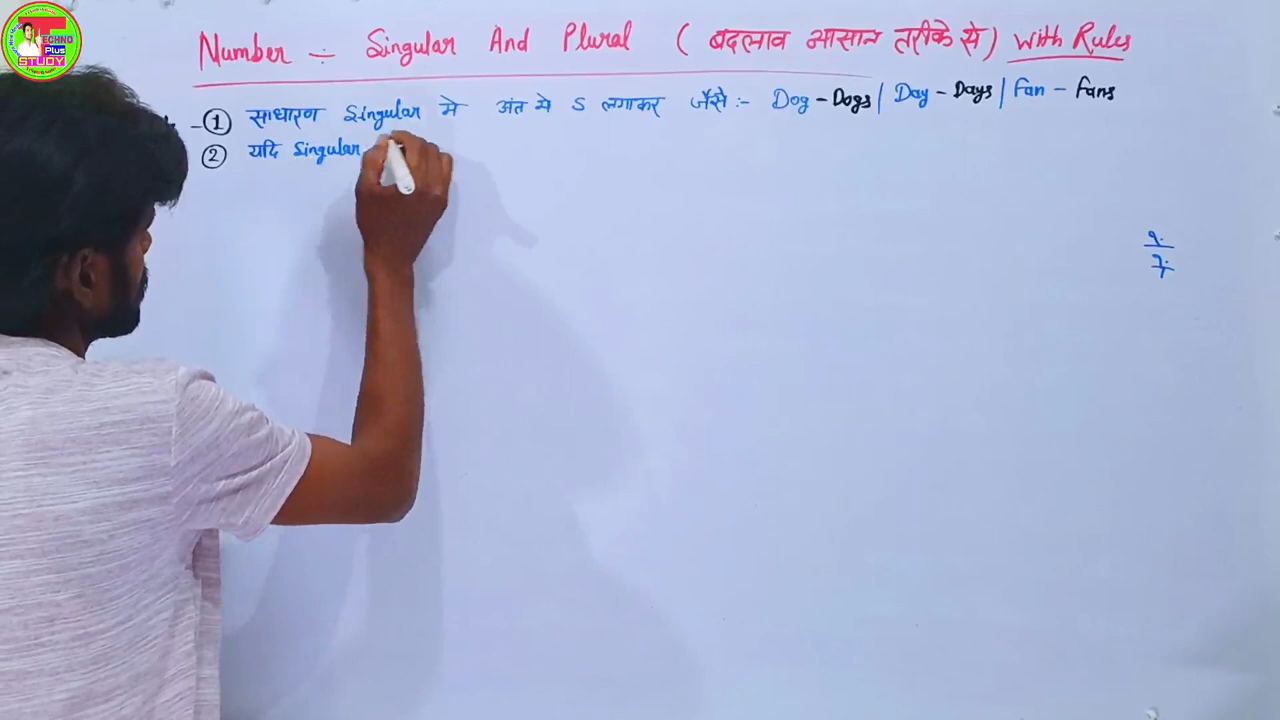 TECHNO Plus STUDY
Number ÷ Singular And Plural ( बदलाव आसान तरीके से ) With Rules
- ① साधारण Singular मे अंत मे S लगाकर जैसे :- Dog - Dogs | Day - Days | Fan - Fans
② यदि Singular